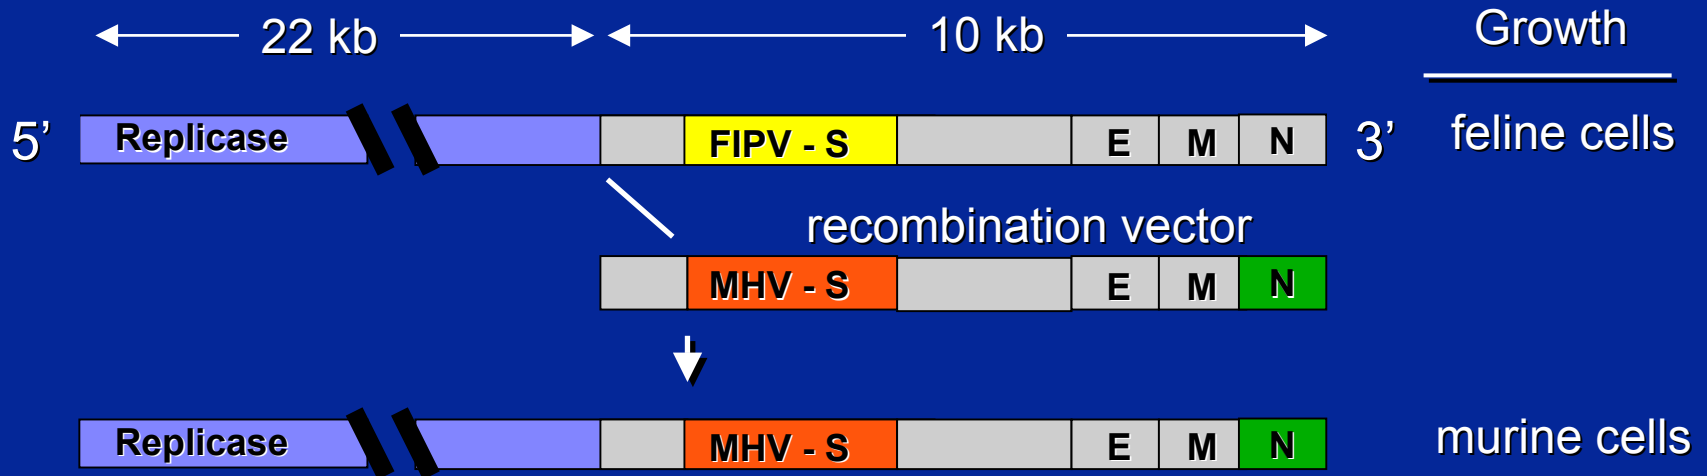 22 kb 10 kb Growth
5’ Replicase FIPV - S E M N 3’ feline cells
recombination vector
MHV - S E M N
Replicase MHV - S E M N murine cells